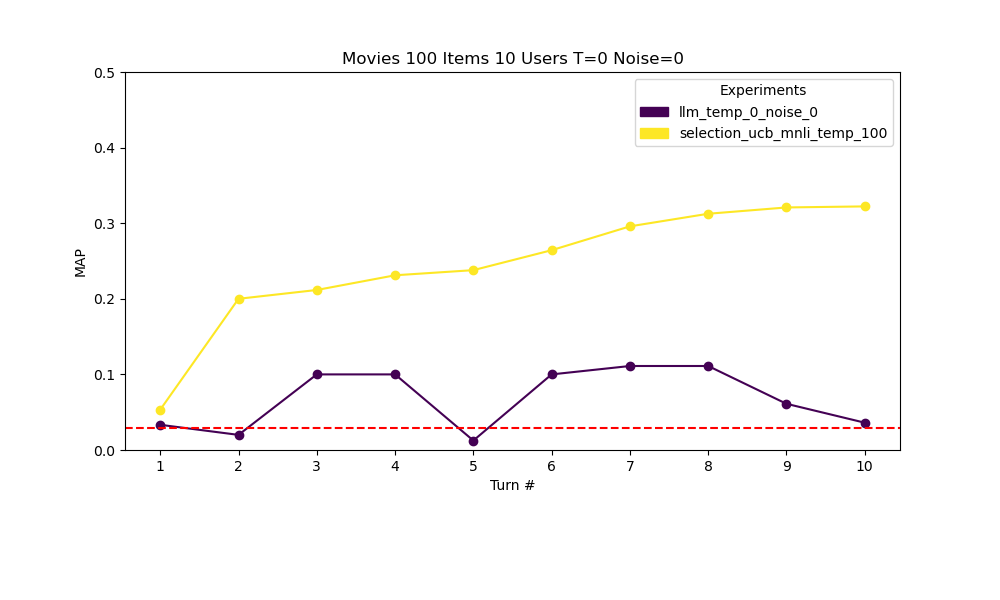 Movies 100 Items 10 Users T=0 Noise=0
Experiments
llm_temp_0_noise_0
selection_ucb_mnli_temp_100
MAP
0.5
0.4
0.3
0.2
0.1
0.0
1 2 3 4 5 6 7 8 9 10
Turn #